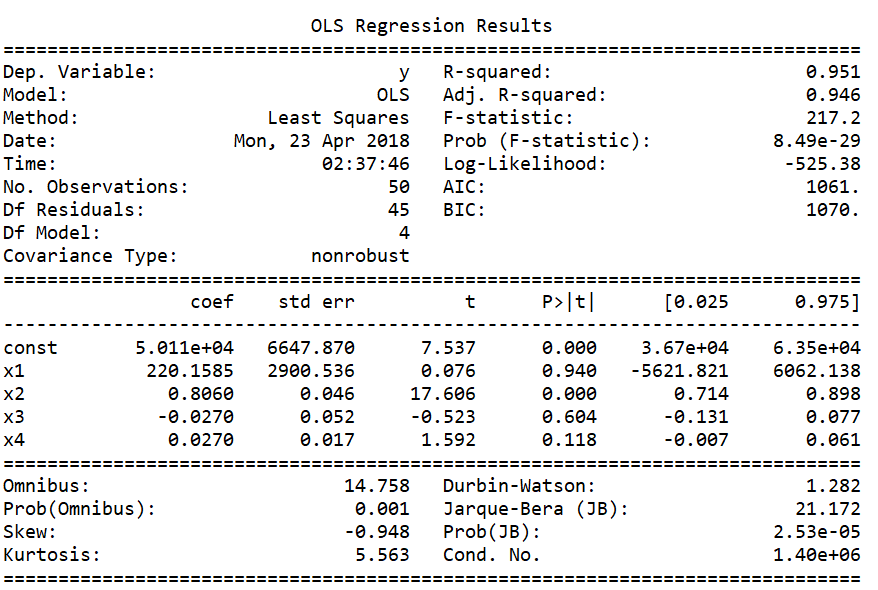 OLS Regression Results
==============================================================================
Dep. Variable:                      y   R-squared:                       0.951
Model:                            OLS   Adj. R-squared:                  0.946
Method:                 Least Squares   F-statistic:                     217.2
Date:                Mon, 23 Apr 2018   Prob (F-statistic):           8.49e-29
Time:                        02:37:46   Log-Likelihood:                -525.38
No. Observations:                  50   AIC:                             1061.
Df Residuals:                      45   BIC:                             1070.
Df Model:                           4
Covariance Type:            nonrobust
==============================================================================
                 coef    std err          t      P>|t|      [0.025      0.975]
------------------------------------------------------------------------------
const       5.011e+04   6647.870      7.537      0.000    3.67e+04    6.35e+04
x1           220.1585   2900.536      0.076      0.940   -5621.821    6062.138
x2             0.8060      0.046     17.606      0.000       0.714       0.898
x3            -0.0270      0.052     -0.523      0.604      -0.131       0.077
x4             0.0270      0.017      1.592      0.118      -0.007       0.061
==============================================================================
Omnibus:                       14.758   Durbin-Watson:                   1.282
Prob(Omnibus):                  0.001   Jarque-Bera (JB):               21.172
Skew:                          -0.948   Prob(JB):                     2.53e-05
Kurtosis:                       5.563   Cond. No.                     1.40e+06
==============================================================================